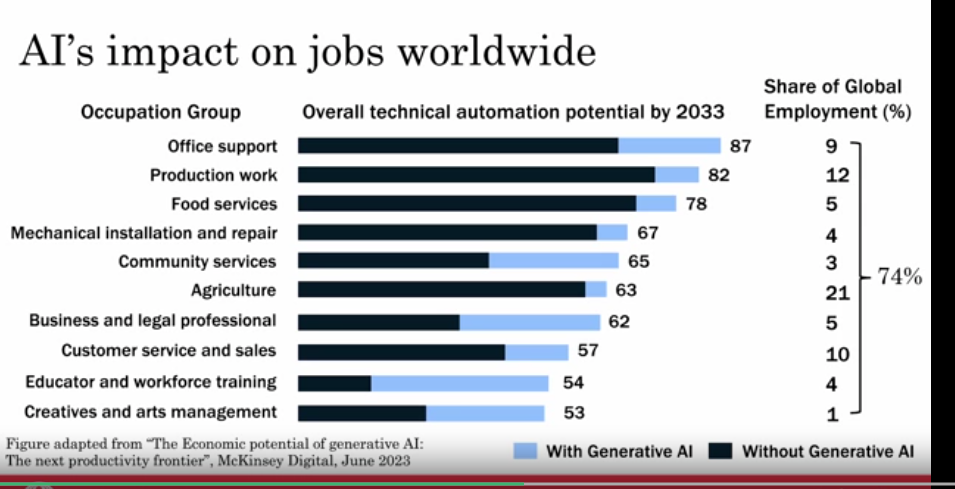 AI's impact on jobs worldwide
Occupation Group
Overall technical automation potential by 2033
Share of Global
Employment (%)
Office support 87 9
Production work 82 12
Food services 78 5
Mechanical installation and repair 67 4
Community services 65 3
Agriculture 63 21
74%
Business and legal professional 62 5
Customer service and sales 57 10
Educator and workforce training 54 4
Creatives and arts management 53 1
Figure adapted from “The Economic potential of generative AI:
The next productivity frontier”, McKinsey Digital, June 2023
With Generative AI
Without Generative AI